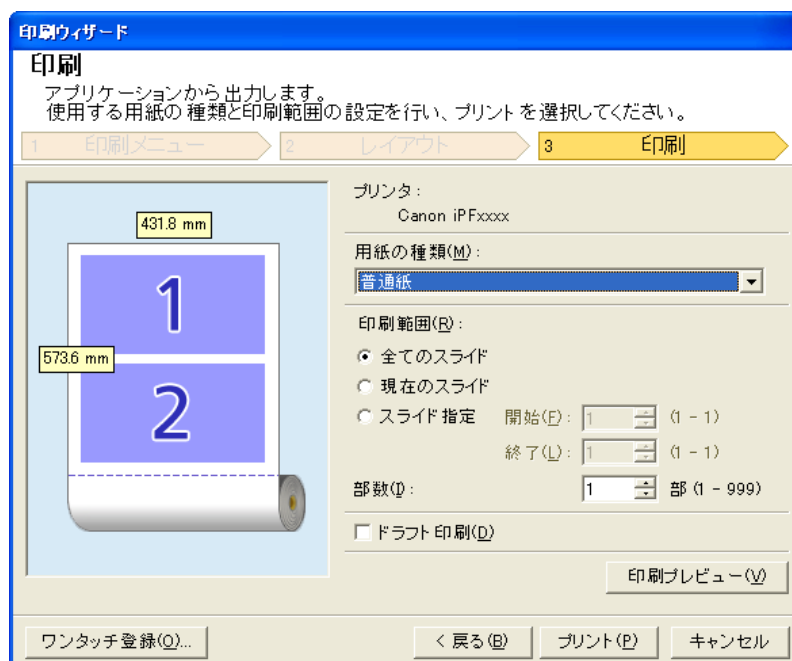 印刷ウィザード
印刷
アプリケーションから出力します。
使用する用紙の種類と印刷範囲の設定を行い、プリントを選択してください。
1 印刷メニュー 2 レイアウト 3 印刷
431.8 mm
573.6 mm
1
2
プリンタ:
Canon iPFxxxx
用紙の種類(M):
普通紙
印刷範囲(R):
全てのスライド
現在のスライド
スライド指定 開始(F): 1 (1 - 1)
終了(L): 1 (1 - 1)
部数(I): 1 部 (1 - 999)
ドラフト印刷(D)
印刷プレビュー(V)
ワンタッチ登録(O)... < 戻る(B) プリント(P) キャンセル